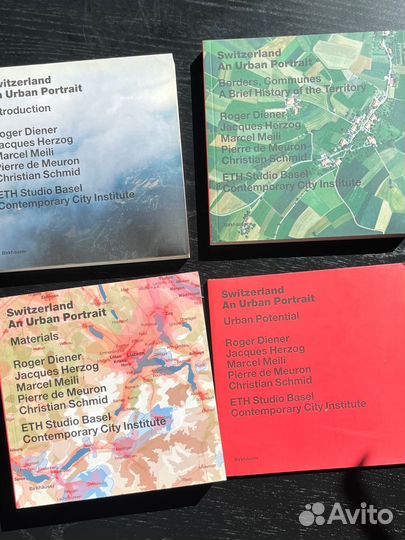 witzerland
n Urban Portrait
troduction
Roger Diener
Jacques Herzog
Marcel Meili
Pierre de Meuron
Christian Schmid
ETH Studio Basel
Contemporary City Institute
Birkhäuser
Switzerland
An Urban Portrait
Borders, Communes
A Brief History of the Territory
Roger Diener
Jacques Herzog
Marcel Meili
Pierre de Meuron
Christian Schmid
ETH Studio Basel
Contemporary City Institute
Switzerland
An Urban Portrait
Materials
Roger Diener
Jacques Herzog
Marcel Meili
Pierre de Meuron
Christian Schmid
ETH Studio Basel
Contemporary City Institute
Birkhäuser
Switzerland
An Urban Portrait
Urban Potential
Roger Diener
Jacques Herzog
Marcel Meili
Pierre de Meuron
Christian Schmid
ETH Studio Basel
Contemporary City Institute
Birkhäuser
Avito